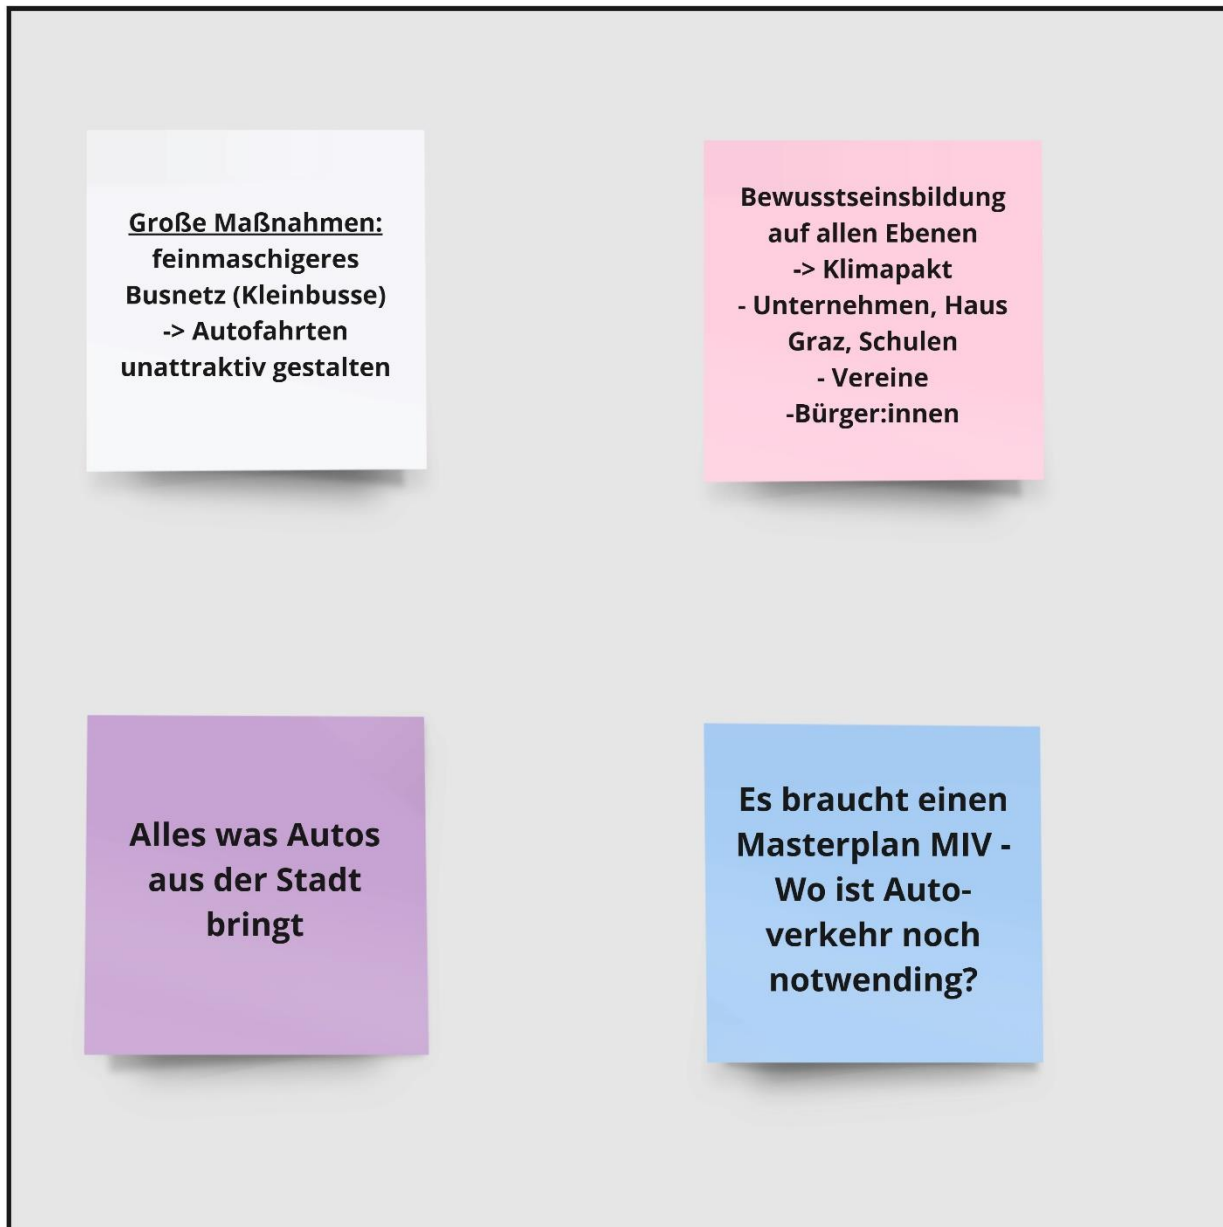 Große Maßnahmen:
feinmaschigeres
Busnetz (Kleinbusse)
-> Autofahrten
unattraktiv gestalten
Bewusstseinsbildung
auf allen Ebenen
-> Klimapakt
- Unternehmen, Haus
Graz, Schulen
- Vereine
-Bürger:innen
Alles was Autos
aus der Stadt
bringt
Es braucht einen
Masterplan MIV -
Wo ist Auto-
verkehr noch
notwending?